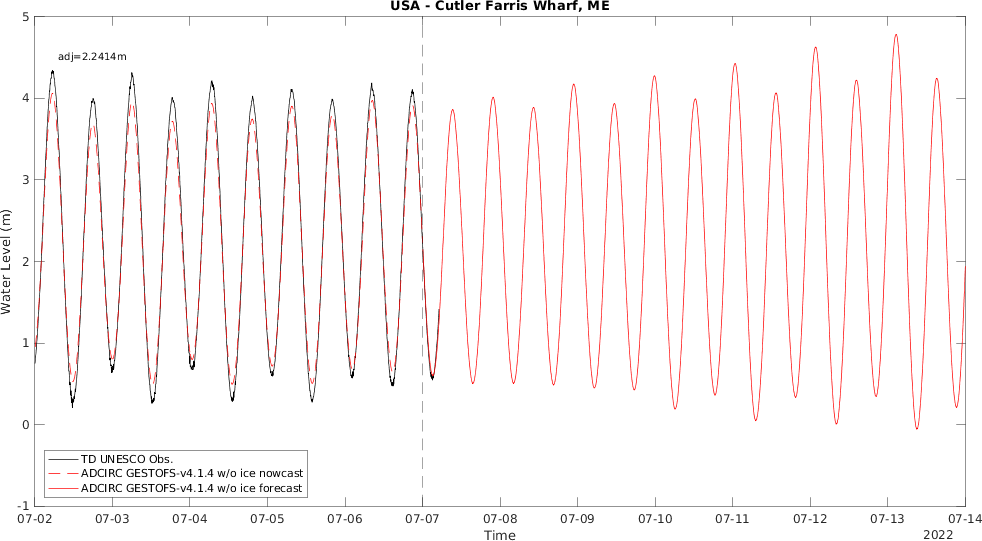 USA - Cutler Farris Wharf, ME
adj=2.2414m
5
4
3
2
1
0
-1
Water Level (m)
TD UNESCO Obs.
ADCIRC GESTOFS-v4.1.4 w/o ice nowcast
ADCIRC GESTOFS-v4.1.4 w/o ice forecast
07-02 07-03 07-04 07-05 07-06 07-07 07-08 07-09 07-10 07-11 07-12 07-13 07-14
Time
2022